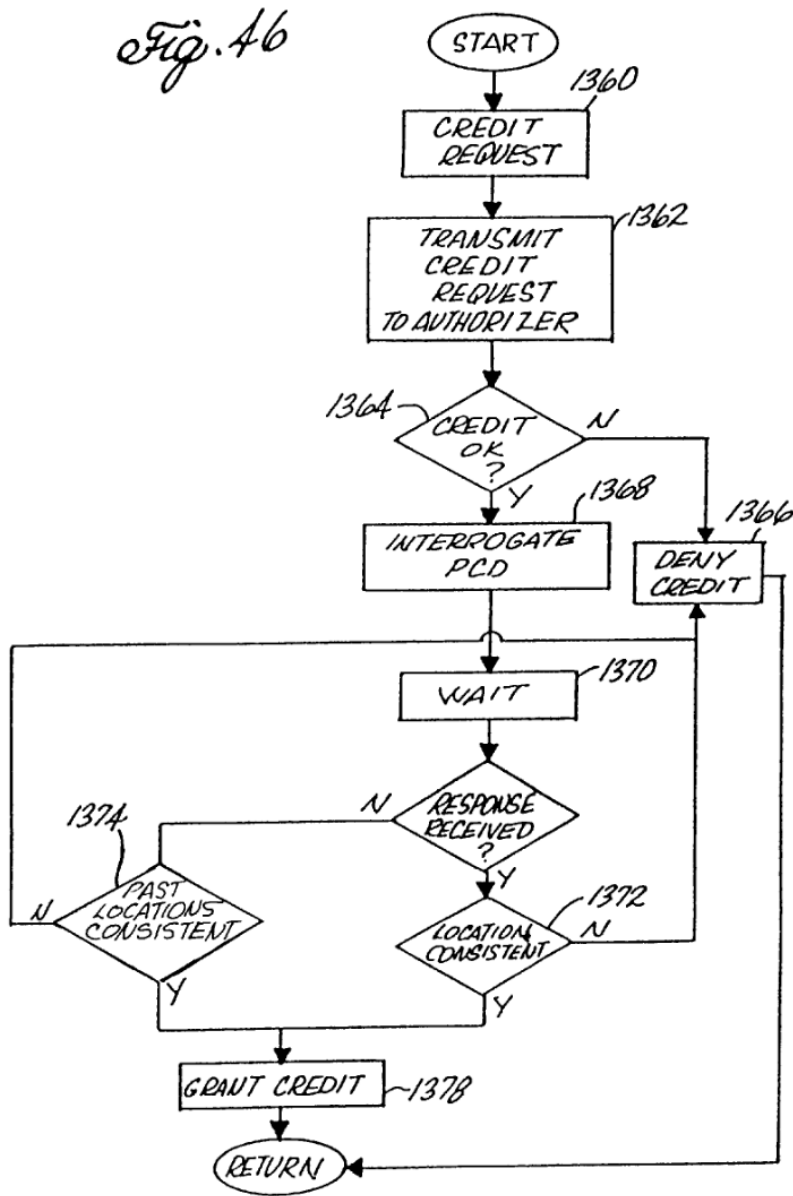 Fig. 46
START
1360
CREDIT
REQUEST
1362
TRANSMIT
CREDIT
REQUEST
TO AUTHORIZER
1364
CREDIT
OK
?
N
Y
1368
INTERROGATE
PCD
1366
DENY
CREDIT
1370
WAIT
RESPONSE
RECEIVED
?
N
Y
1374
PAST
LOCATIONS
CONSISTENT
N
Y
1372
LOCATION
CONSISTENT
N
Y
GRANT CREDIT
1378
RETURN